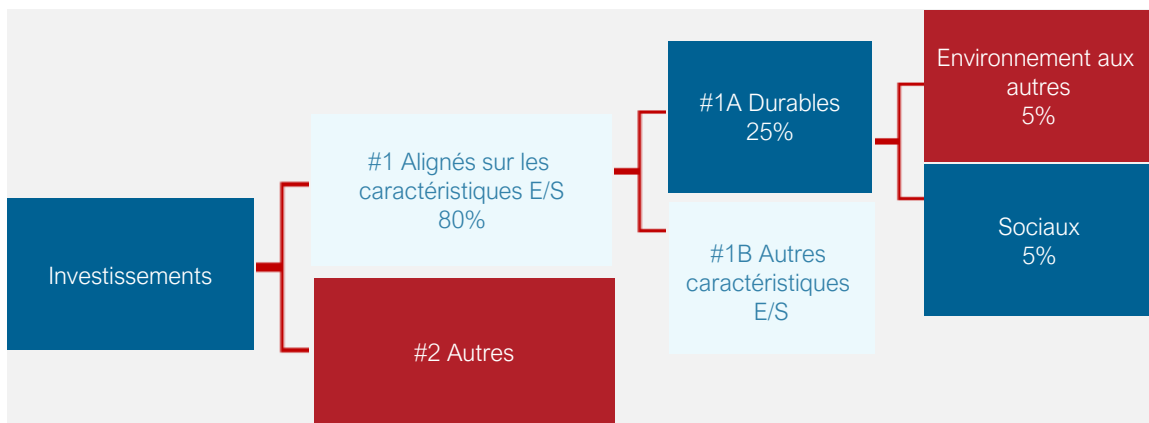 Investissements
#1 Alignés sur les
caractéristiques E/S
80%
#2 Autres
#1A Durables
25%
#1B Autres
caractéristiques
E/S
Environnement aux
autres
5%
Sociaux
5%